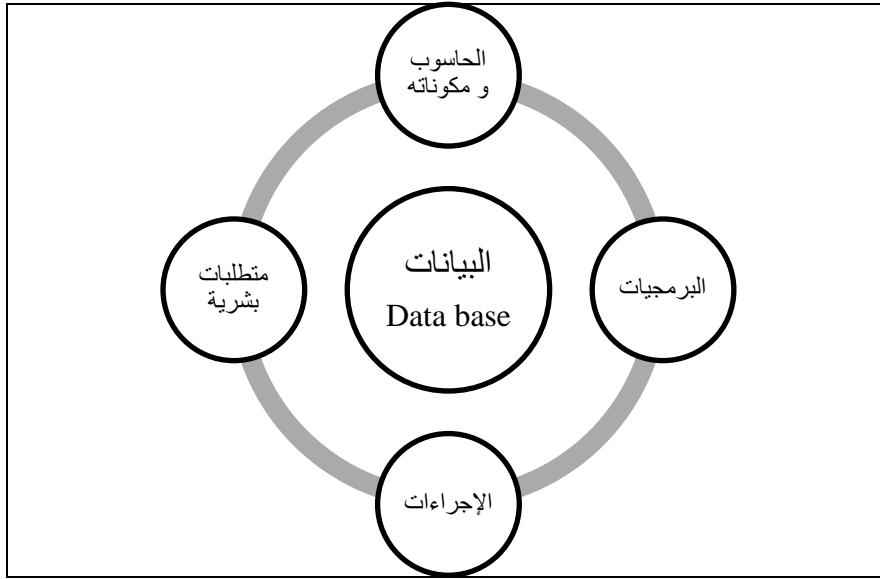 الحاسوب
و مكوناته
البرمجيات
البيانات
Data base
متطلبات
بشرية
الإجراءات